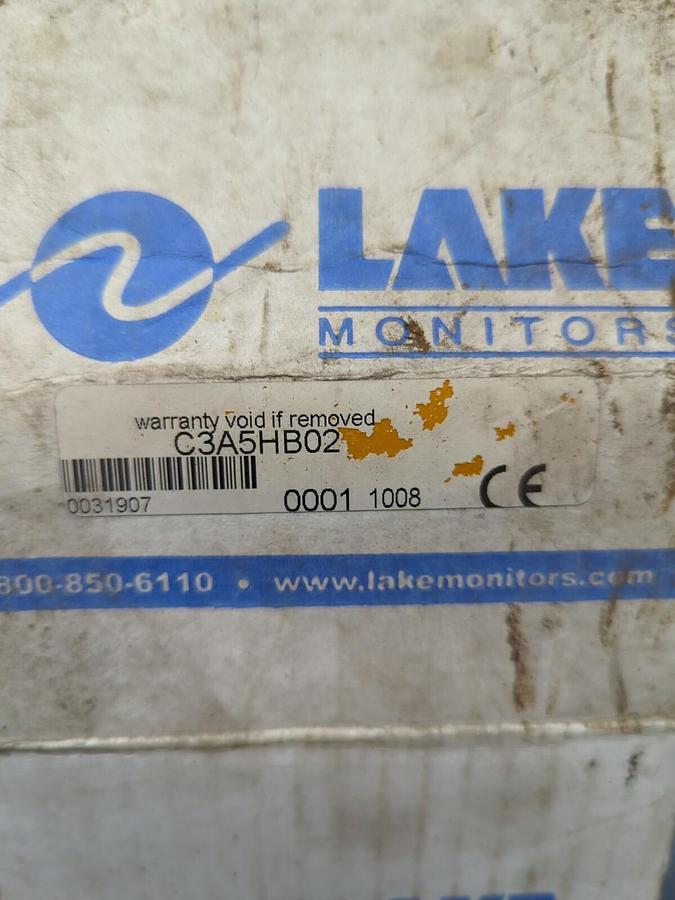 LAKE
MONITORS
warranty void if removed
C3A5HB02
0031907
0001 1008
CE
800-850-6110 • www.lakemonitors.com